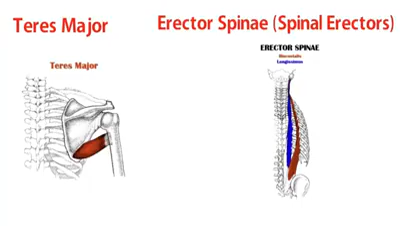 Teres Major
Erector Spinae (Spinal Erectors)
Teres Major
ERECTOR SPINAE
Iliocostalis
Longissimus